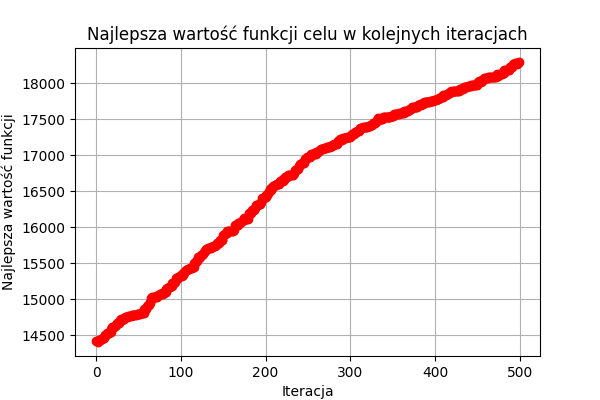 Najlepsza wartość funkcji celu w kolejnych iteracjach
Najlepsza wartość funkcji
18000
17500
17000
16500
16000
15500
15000
14500
0 100 200 300 400 500
Iteracja